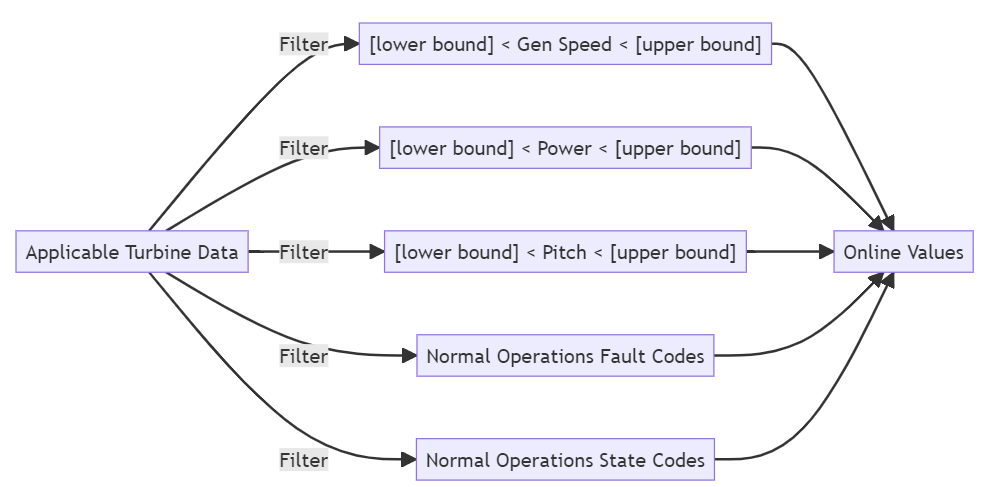 Filter
[lower bound] < Gen Speed < [upper bound]
Filter
[lower bound] < Power < [upper bound]
Applicable Turbine Data
Filter
[lower bound] < Pitch < [upper bound]
Online Values
Filter
Normal Operations Fault Codes
Filter
Normal Operations State Codes